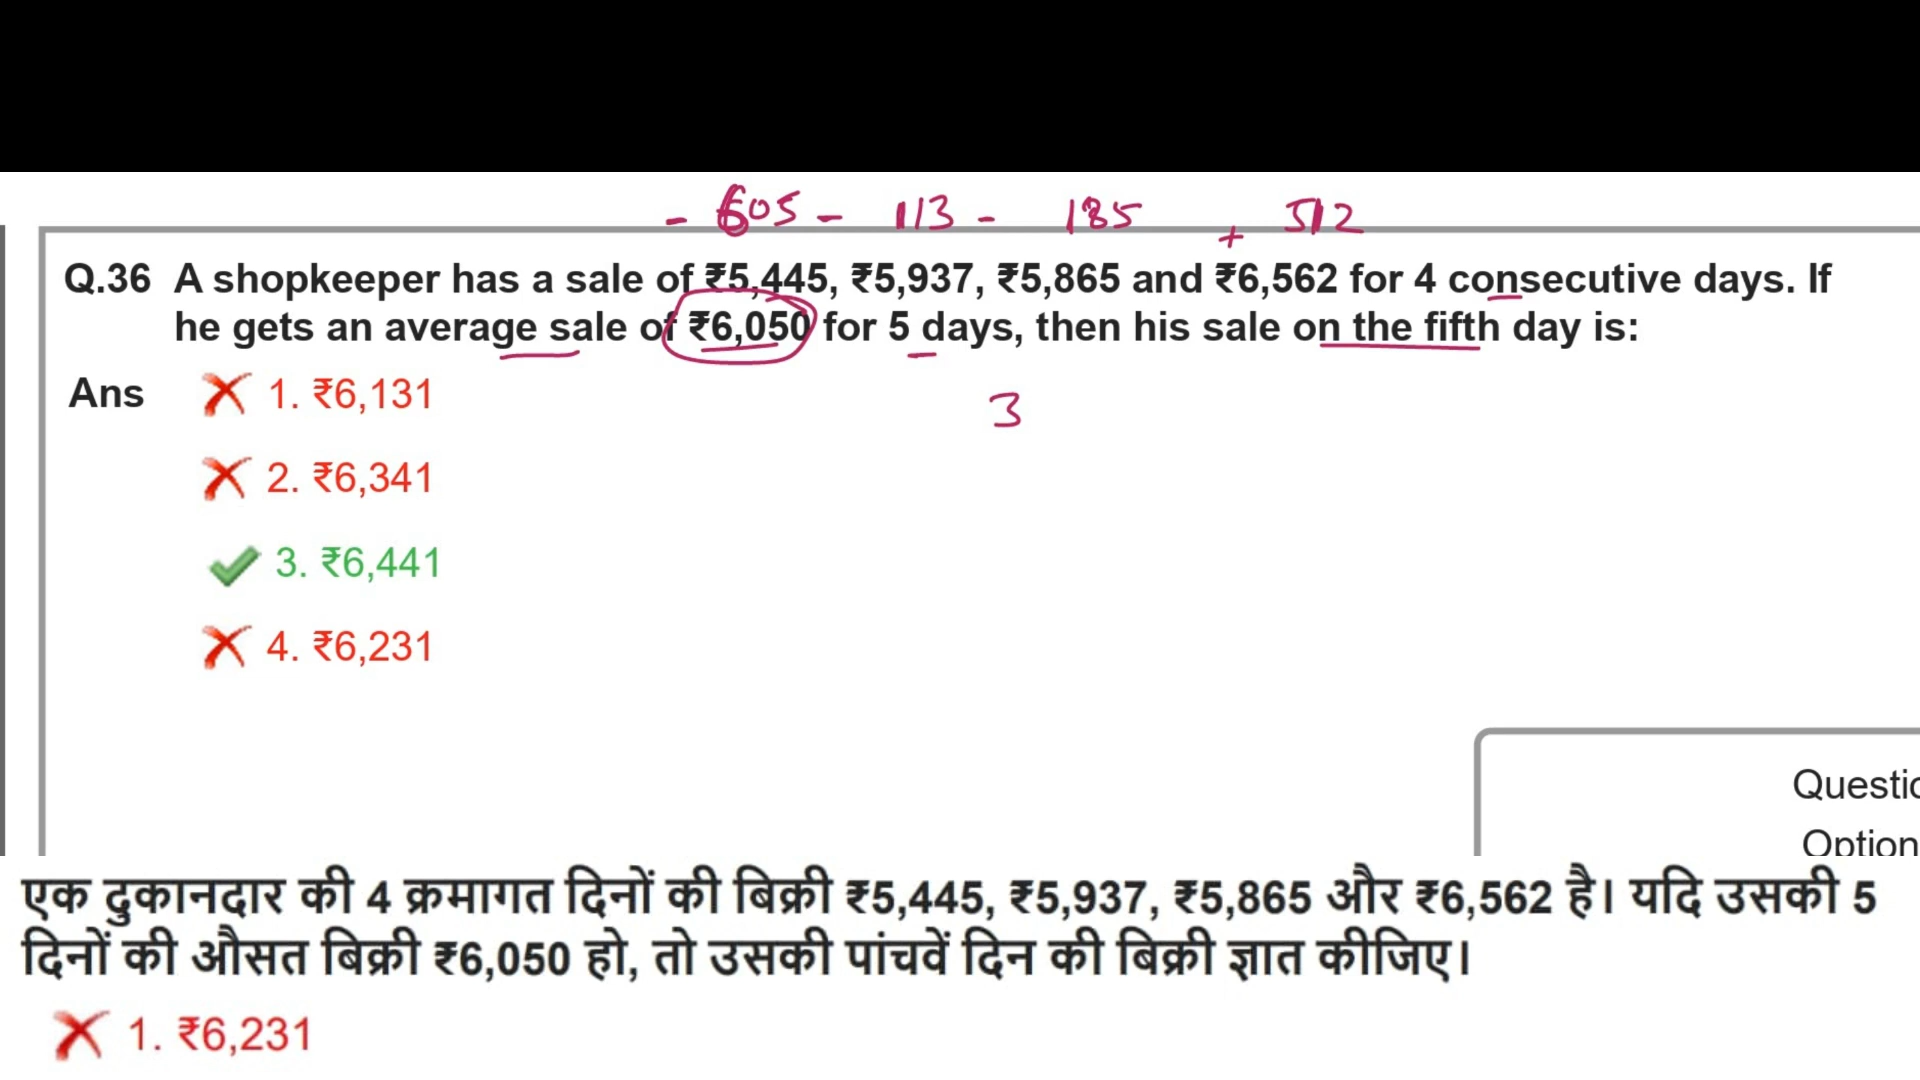 - 605 - 113 - 185 + 512
Q.36 A shopkeeper has a sale of ₹5,445, ₹5,937, ₹5,865 and ₹6,562 for 4 consecutive days. If
he gets an average sale of ₹6,050 for 5 days, then his sale on the fifth day is:
Ans 1. ₹6,131
3
2. ₹6,341
3. ₹6,441
4. ₹6,231
Questio
Option
एक दुकानदार की 4 क्रमागत दिनों की बिक्री ₹5,445, ₹5,937, ₹5,865 और ₹6,562 है। यदि उसकी 5
दिनों की औसत बिक्री ₹6,050 हो, तो उसकी पांचवें दिन की बिक्री ज्ञात कीजिए।
1. ₹6,231